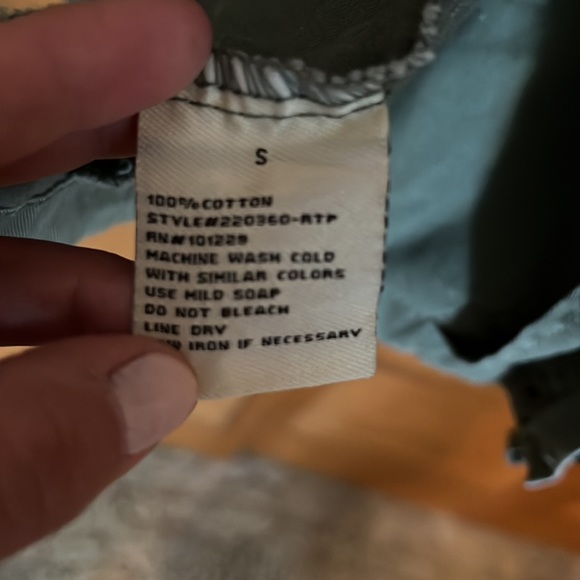 S
100% COTTON
STYLE#220360-RTP
RN#101229
MACHINE WASH COLD
WITH SIMILAR COLORS
USE MILD SOAP
DO NOT BLEACH
LINE DRY
IRON IF NECESSARY